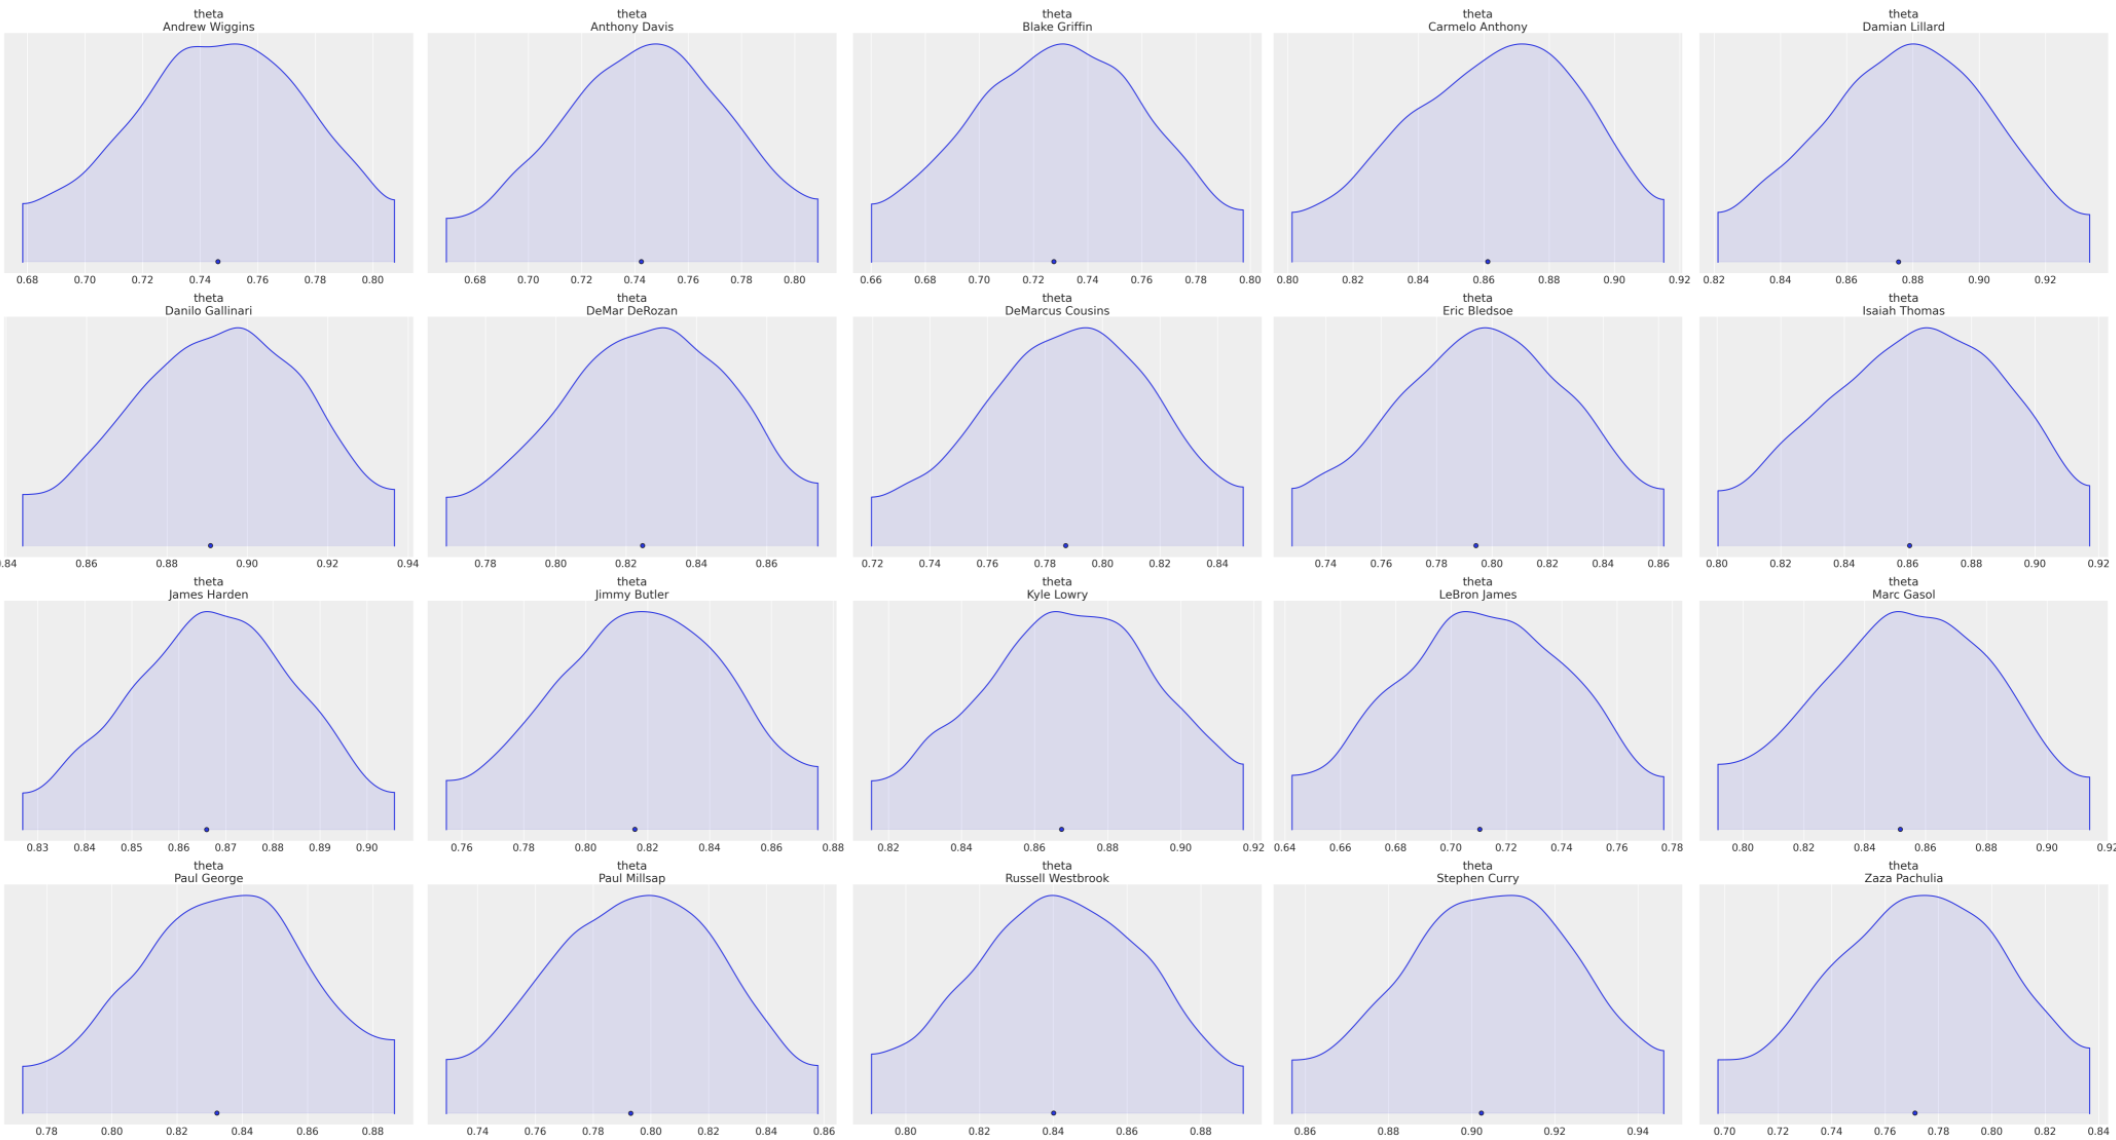 theta theta theta theta theta
Andrew Wiggins Anthony Davis Blake Griffin Carmelo Anthony Damian Lillard
0.68 0.70 0.72 0.74 0.76 0.78 0.80 0.68 0.70 0.72 0.74 0.76 0.78 0.80 0.66 0.70 0.72 0.74 0.76 0.78 0.80 0.80 0.82 0.84 0.86 0.88 0.90 0.92 0.82 0.84 0.86 0.88 0.90 0.92
theta theta theta theta theta
Danilo Gallinari DeMar DeRozan DeMarcus Cousins Eric Bledsoe Isaiah Thomas
.84 0.86 0.88 0.90 0.92 0.94 0.78 0.80 0.82 0.84 0.86 0.72 0.74 0.76 0.78 0.80 0.82 0.84 0.74 0.76 0.78 0.80 0.82 0.84 0.86 0.80 0.82 0.84 0.86 0.88 0.90 0.92
theta theta theta theta theta
James Harden Jimmy Butler Kyle Lowry LeBron James Marc Gasol
0.83 0.84 0.85 0.86 0.87 0.88 0.89 0.90 0.76 0.78 0.80 0.82 0.84 0.86 0.88 0.82 0.84 0.86 0.88 0.90 0.92 0.64 0.66 0.68 0.70 0.72 0.74 0.76 0.78 0.80 0.82 0.84 0.86 0.88 0.90 0.92
theta theta theta theta theta
Paul George Paul Millsap Russell Westbrook Stephen Curry Zaza Pachulia
0.78 0.80 0.82 0.84 0.86 0.88 0.74 0.76 0.78 0.80 0.82 0.84 0.86 0.80 0.82 0.84 0.86 0.88 0.86 0.88 0.90 0.92 0.94 0.70 0.72 0.74 0.76 0.78 0.80 0.82 0.84